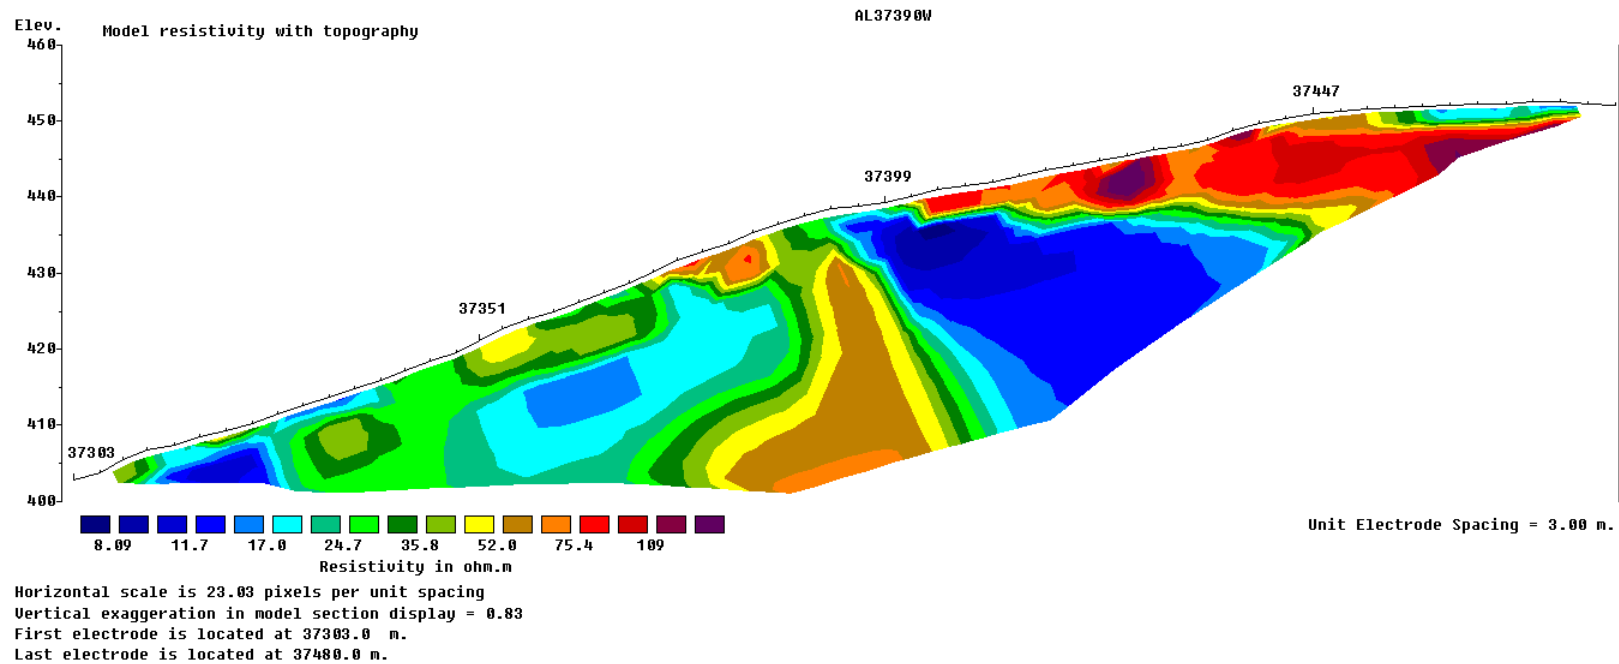 AL37390W
Elev.
Model resistivity with topography
460
37447
450
37399
440
430
37351
420
410
37303
400
8.09 11.7 17.0 24.7 35.8 52.0 75.4 109
Unit Electrode Spacing = 3.00 m.
Resistivity in ohm.m
Horizontal scale is 23.03 pixels per unit spacing
Vertical exaggeration in model section display = 0.83
First electrode is located at 37303.0 m.
Last electrode is located at 37480.0 m.